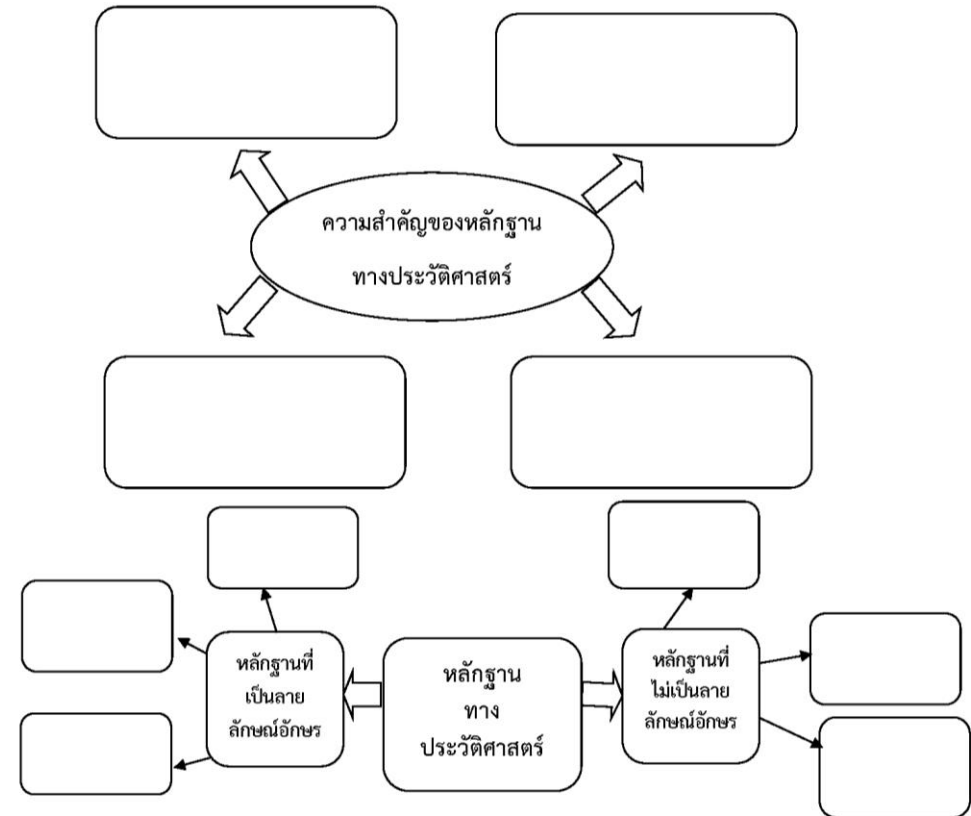 ความสำคัญของหลักฐาน
ทางประวัติศาสตร์
หลักฐานที่
เป็นลาย
ลักษณ์อักษร
หลักฐาน
ทาง
ประวัติศาสตร์
หลักฐานที่
ไม่เป็นลาย
ลักษณ์อักษร